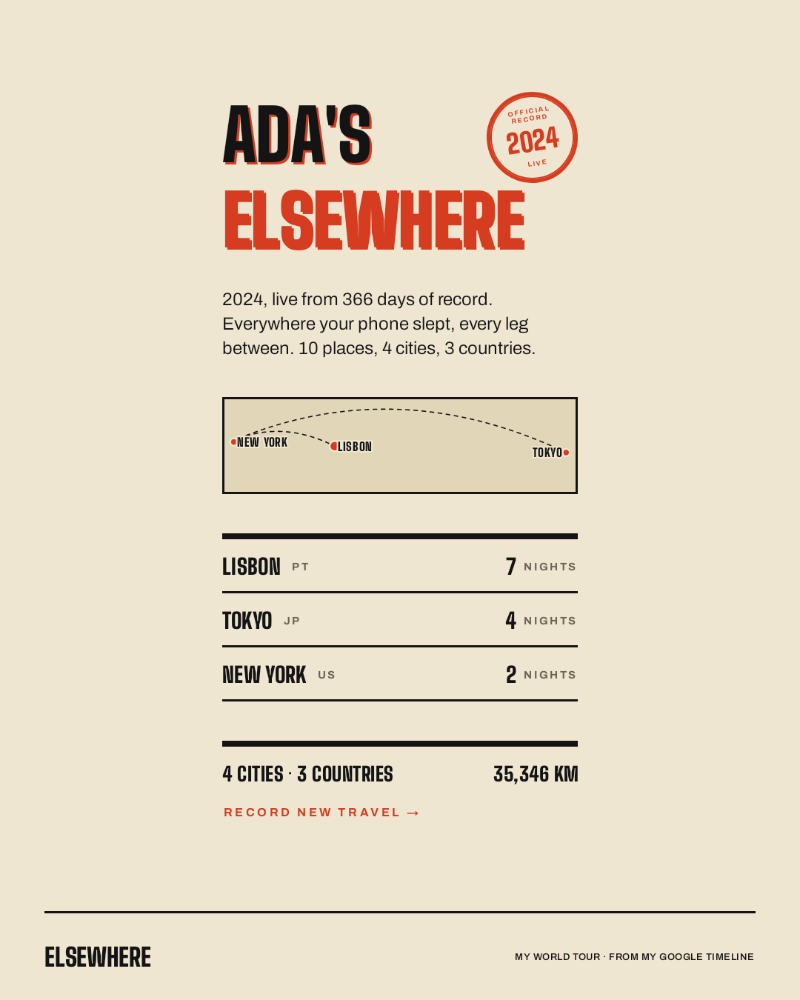 ADA'S
ELSEWHERE
OFFICIAL
RECORD
2024
LIVE
2024, live from 366 days of record.
Everywhere your phone slept, every leg
between. 10 places, 4 cities, 3 countries.
NEW YORK
LISBON
TOKYO
LISBON PT 7 NIGHTS
TOKYO JP 4 NIGHTS
NEW YORK US 2 NIGHTS
4 CITIES · 3 COUNTRIES 35,346 KM
RECORD NEW TRAVEL →
ELSEWHERE
MY WORLD TOUR · FROM MY GOOGLE TIMELINE